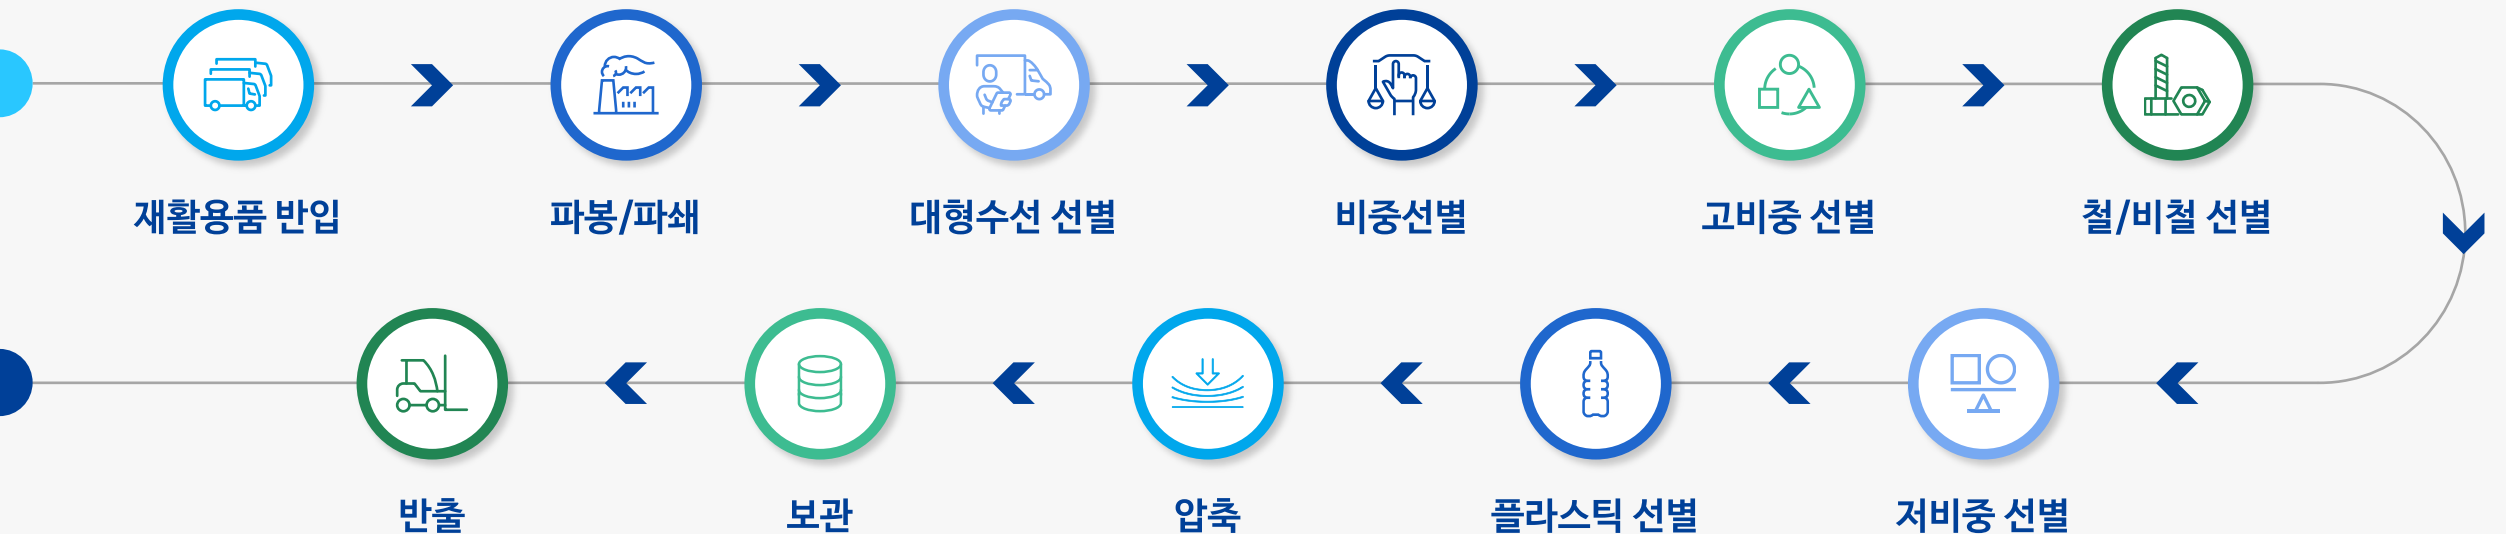 재활용품 반입
파봉/파쇄
대형수선 선별
비중선별
고비중 선별
철/비철 선별
저비중 선별
플라스틱 선별
압축
보관
반출